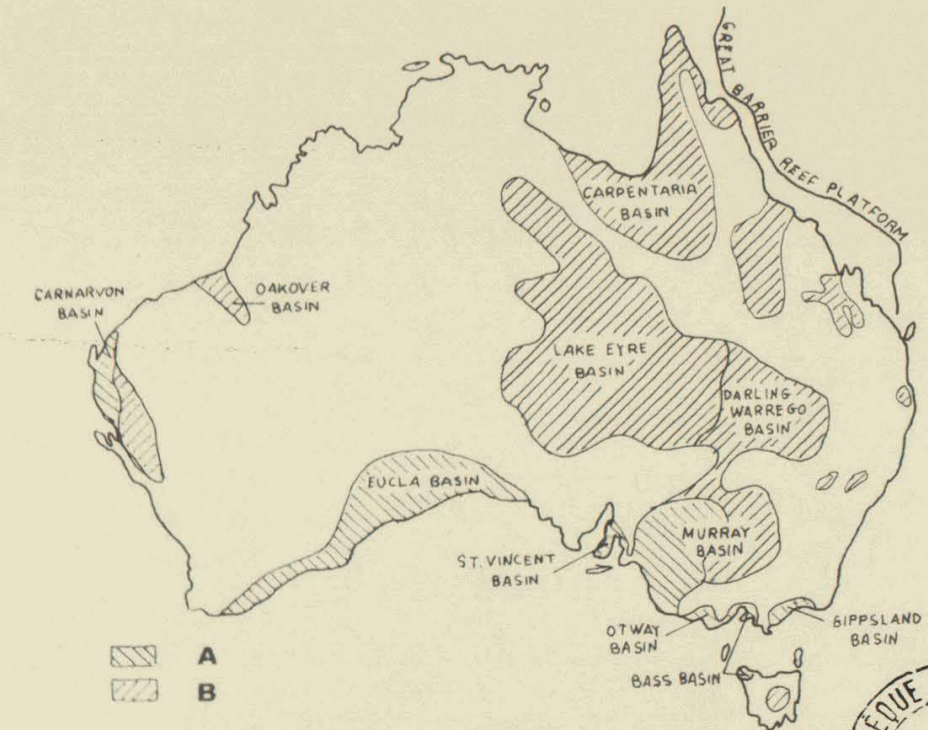 GREAT BARRIER REEF PLATFORM
CARPENTARIA
BASIN
CARNARVON
BASIN
OAKOVER
BASIN
LAKE EYRE
BASIN
DARLING
WARREGO
BASIN
EUCLA BASIN
MURRAY
BASIN
ST. VINCENT
BASIN
OTWAY
BASIN
GIPPSLAND
BASIN
BASS BASIN
A
B